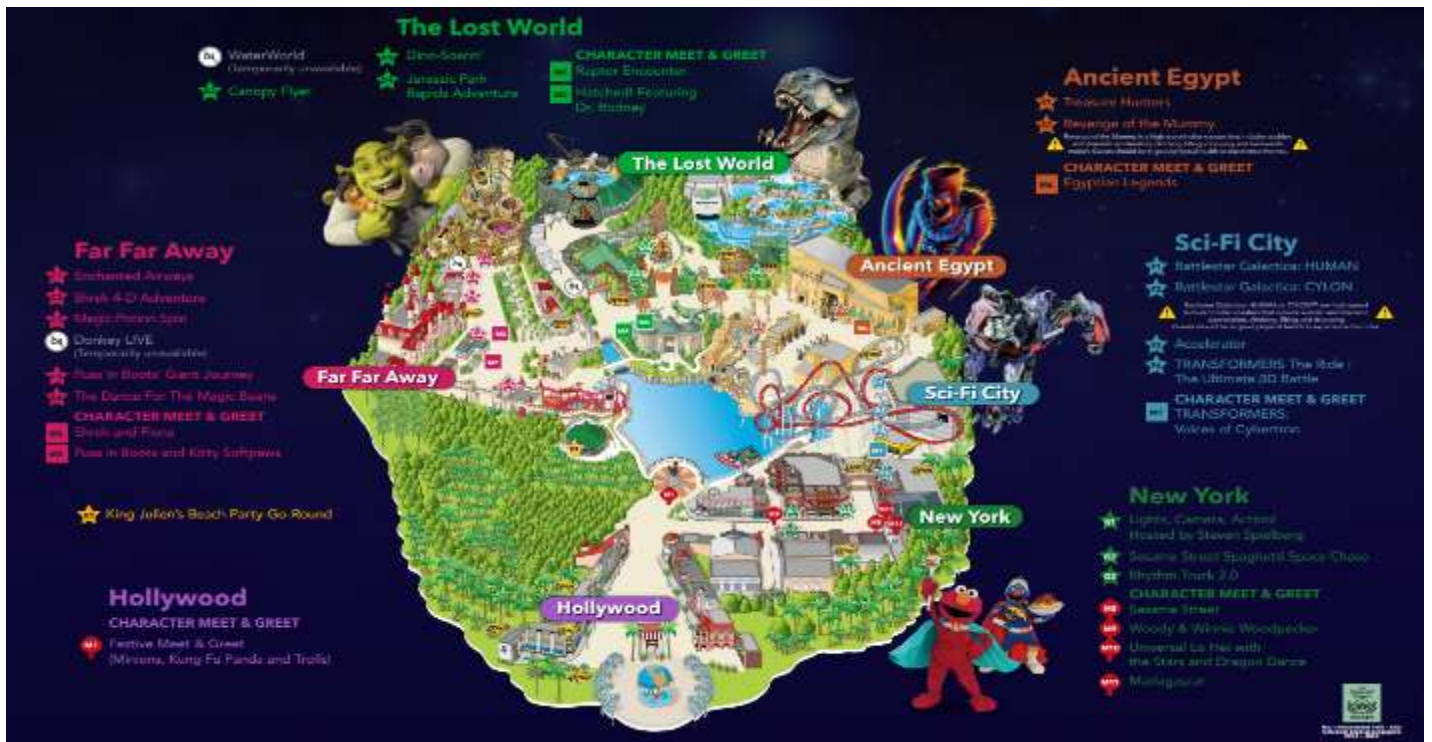 The Lost World
WaterWorld
(Temporarily unavailable)
Canopy Flyer
Dino-Soarin'
Jurassic Park
Rapids Adventure
CHARACTER MEET & GREET
Raptor Encounter
Hatched! Featuring
Dr. Rodney
Ancient Egypt
Treasure Hunters
Revenge of the Mummy
CHARACTER MEET & GREET
Egyptian Legends
The Lost World
Ancient Egypt
Far Far Away
Enchanted Airways
Shrek 4-D Adventure
Magic Potion Spin
Donkey LIVE
(Temporarily unavailable)
Puss in Boots' Giant Journey
The Dance For The Magic Beans
CHARACTER MEET & GREET
Shrek and Fiona
Puss in Boots and Kitty Softpaws
Sci-Fi City
Battlestar Galactica: HUMAN
Battlestar Galactica: CYLON
Accelerator
TRANSFORMERS The Ride :
The Ultimate 3D Battle
CHARACTER MEET & GREET
TRANSFORMERS:
Voices of Cybertron
Far Far Away
Sci-Fi City
New York
Hollywood
King Julien's Beach Party-Go-Round
Hollywood
CHARACTER MEET & GREET
Festive Meet & Greet
(Minions, Kung Fu Panda and Trolls)
New York
Lights, Camera, Action!
Hosted by Steven Spielberg
Sesame Street Spaghetti Space Chase
Rhythm Truck 2.0
CHARACTER MEET & GREET
Sesame Street
Woody & Winnie Woodpecker
Universal Lo Hei with
the Stars and Dragon Dance
Madagascar